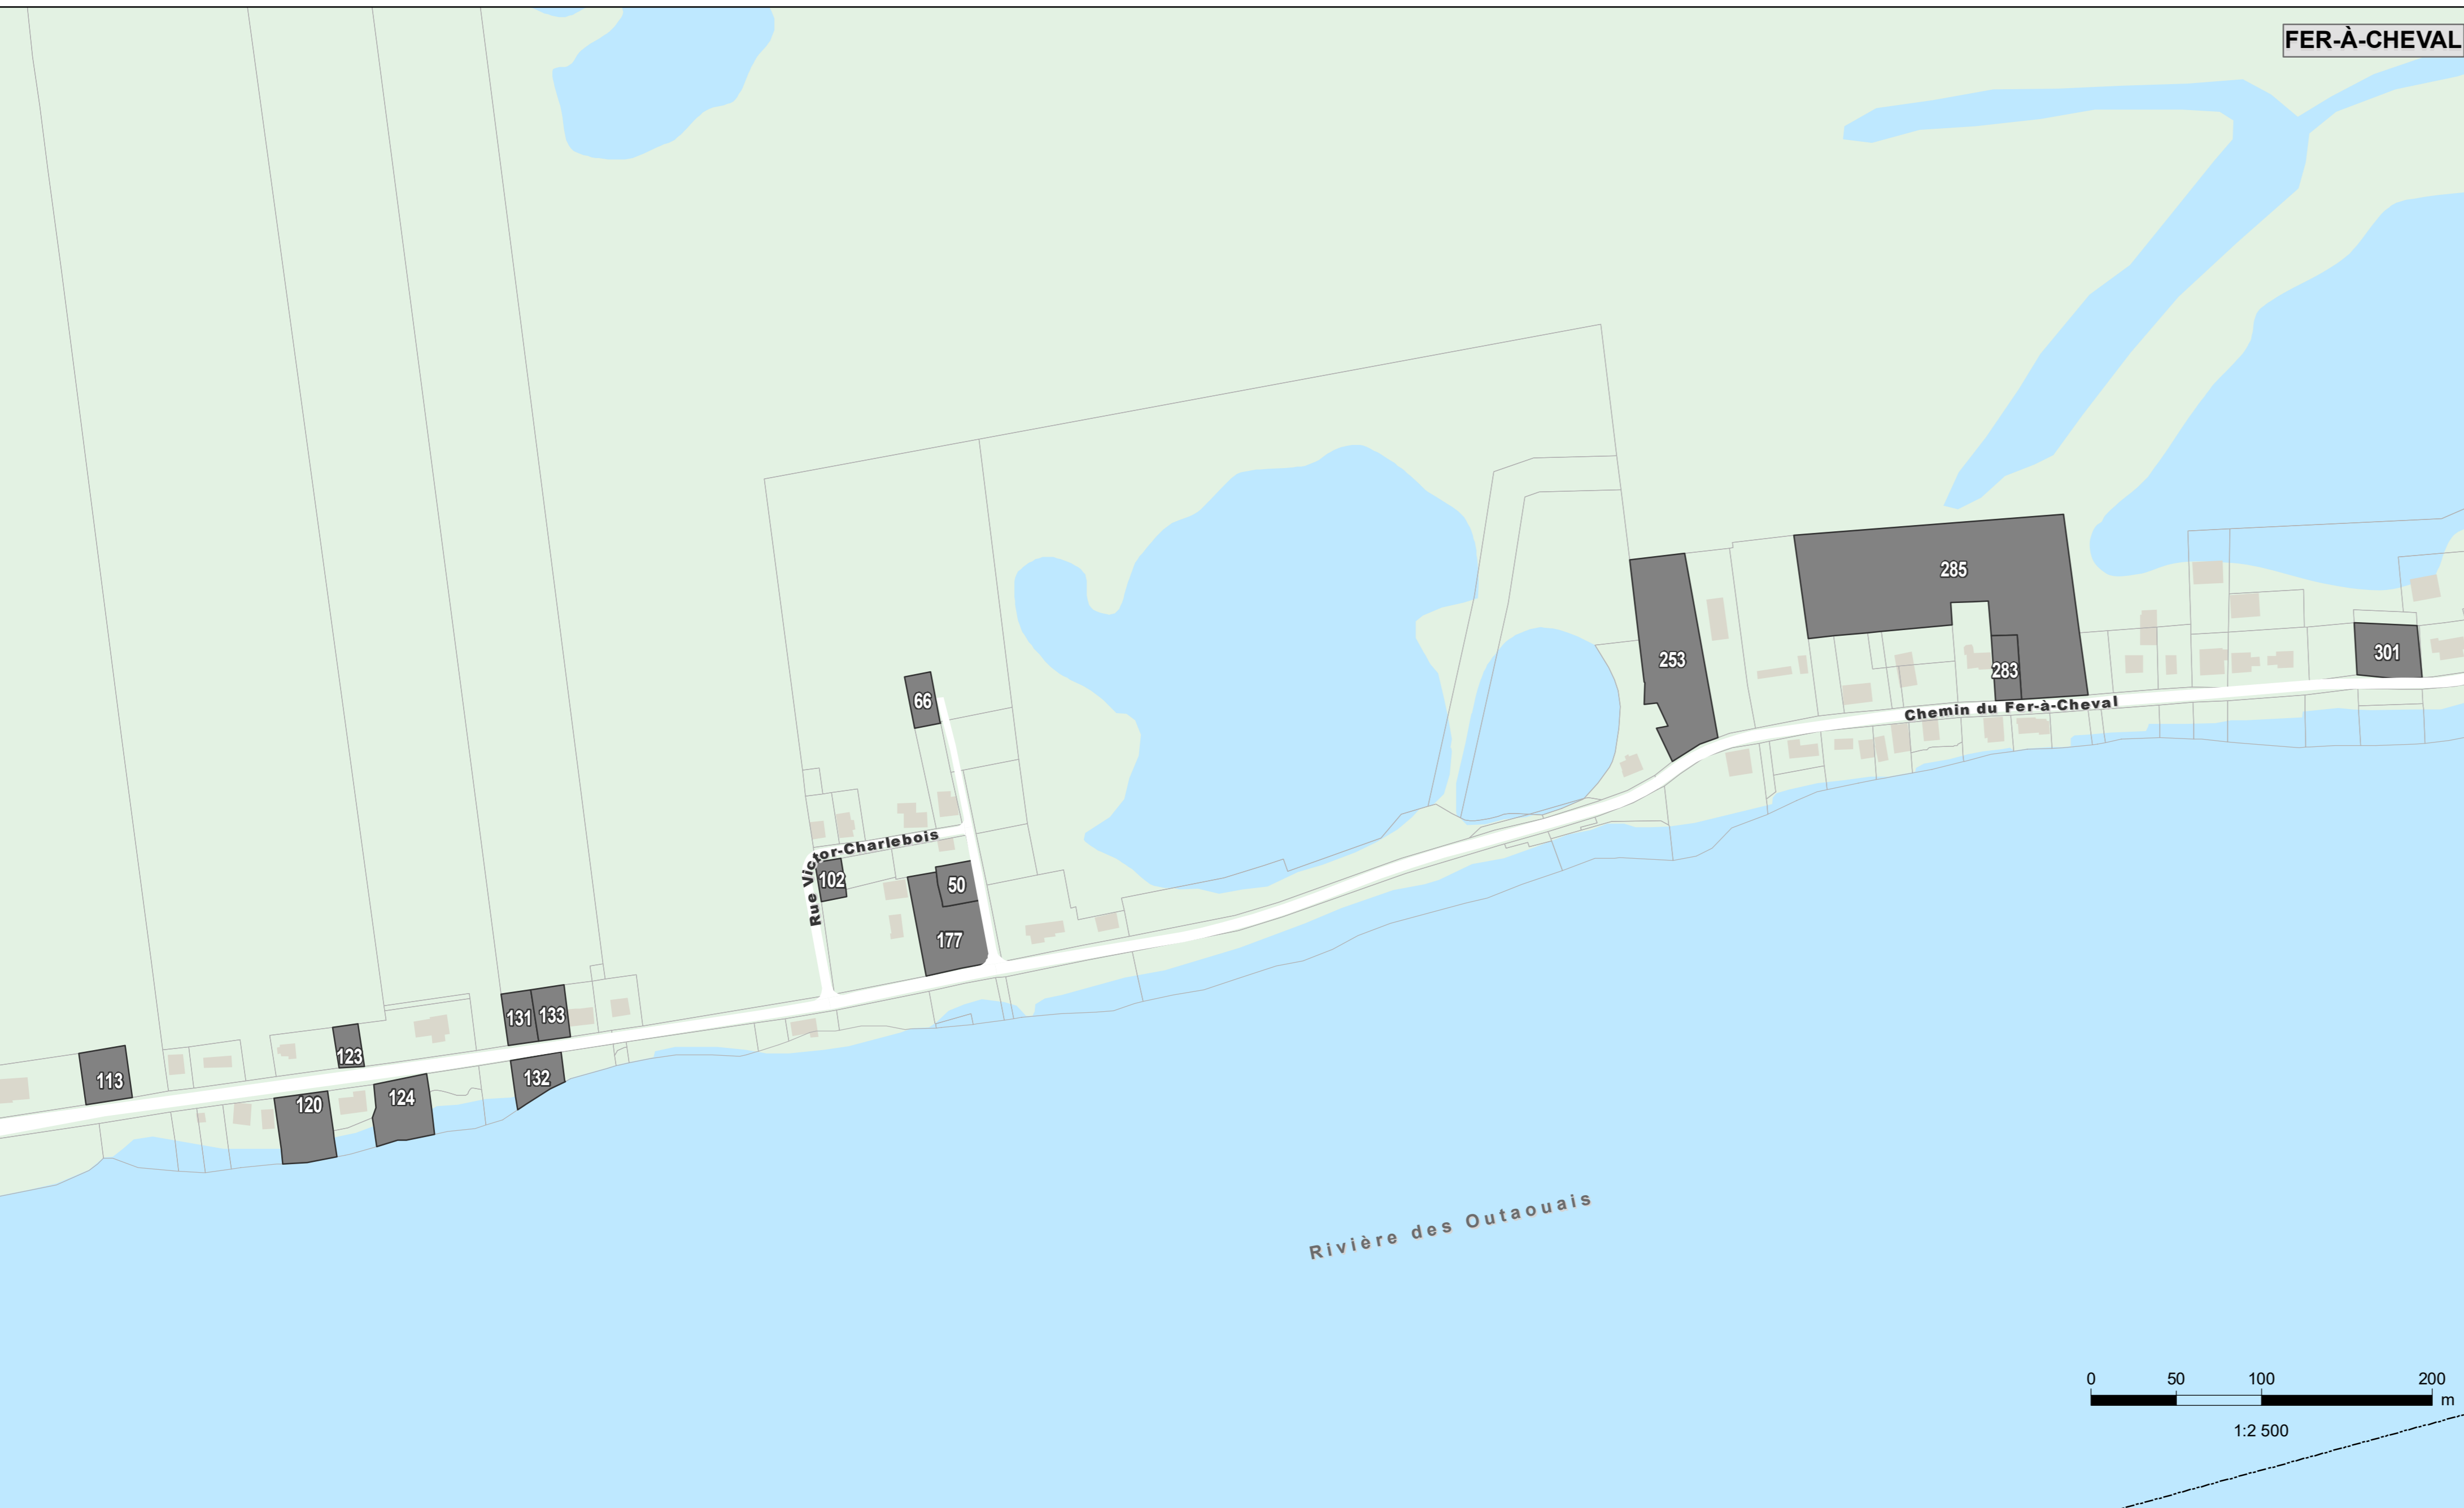 FER-À-CHEVAL
285
301
253
283
66
Chemin du Fer-à-Cheval
Rue Victor-Charlebois
102
50
177
131
133
123
113
132
124
120
Rivière des Outaouais
0 50 100 200
m
1:2 500